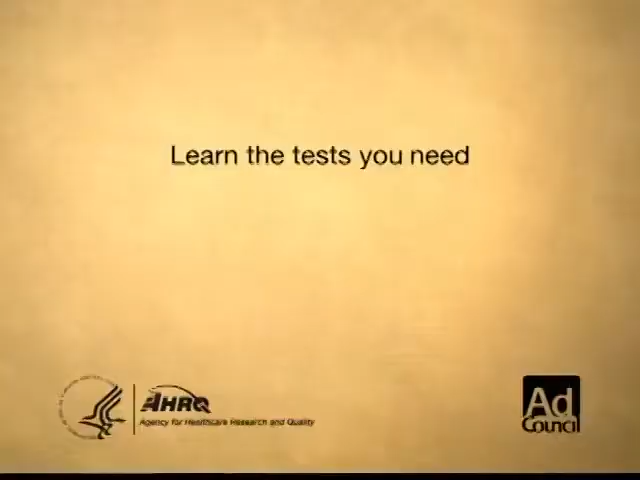 Learn the tests you need
AHRQ
Agency for Healthcare Research and Quality
Ad
Council